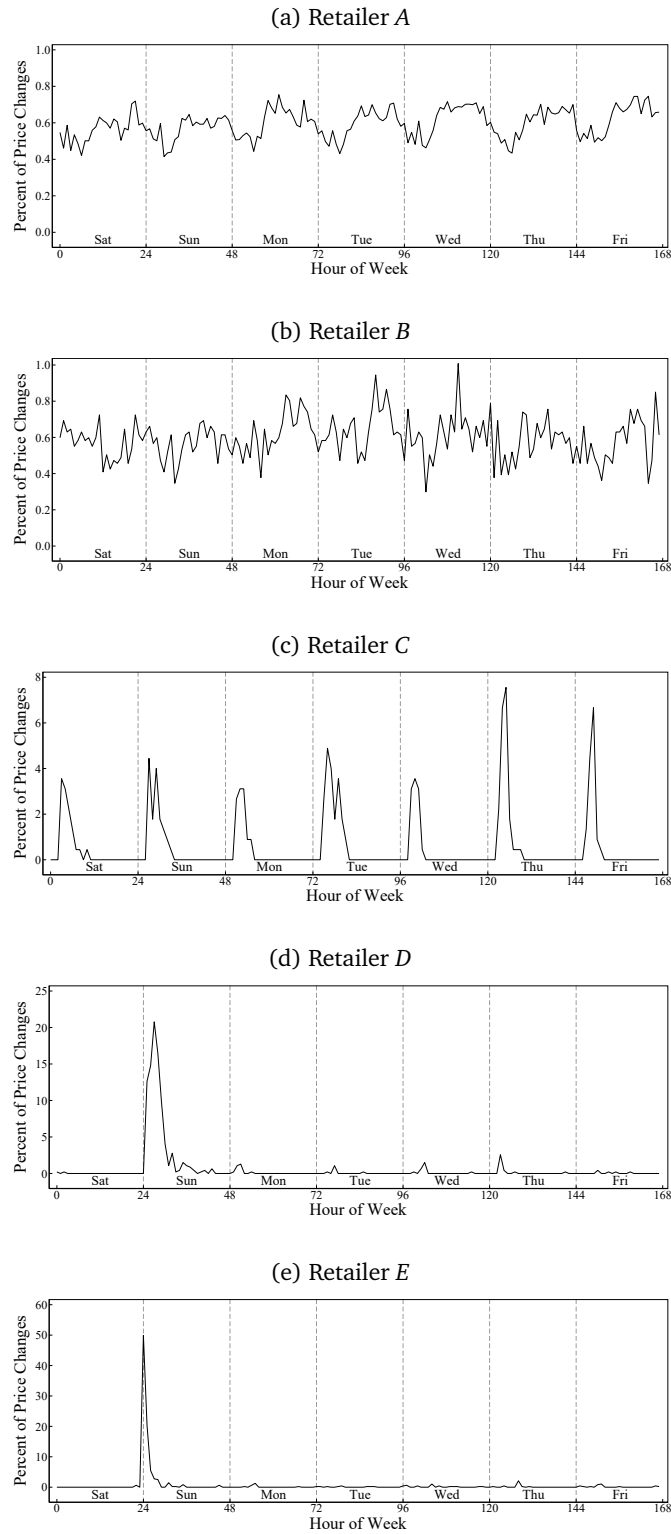 (a) Retailer A
Percent of Price Changes
1.0
0.8
0.6
0.4
0.2
0.0
Sat Sun Mon Tue Wed Thu Fri
0 24 48 72 96 120 144 168
Hour of Week
(b) Retailer B
Percent of Price Changes
1.0
0.8
0.6
0.4
0.2
0.0
Sat Sun Mon Tue Wed Thu Fri
0 24 48 72 96 120 144 168
Hour of Week
(c) Retailer C
Percent of Price Changes
8
6
4
2
0
Sat Sun Mon Tue Wed Thu Fri
0 24 48 72 96 120 144 168
Hour of Week
(d) Retailer D
Percent of Price Changes
25
20
15
10
5
0
Sat Sun Mon Tue Wed Thu Fri
0 24 48 72 96 120 144 168
Hour of Week
(e) Retailer E
Percent of Price Changes
60
50
40
30
20
10
0
Sat Sun Mon Tue Wed Thu Fri
0 24 48 72 96 120 144 168
Hour of Week